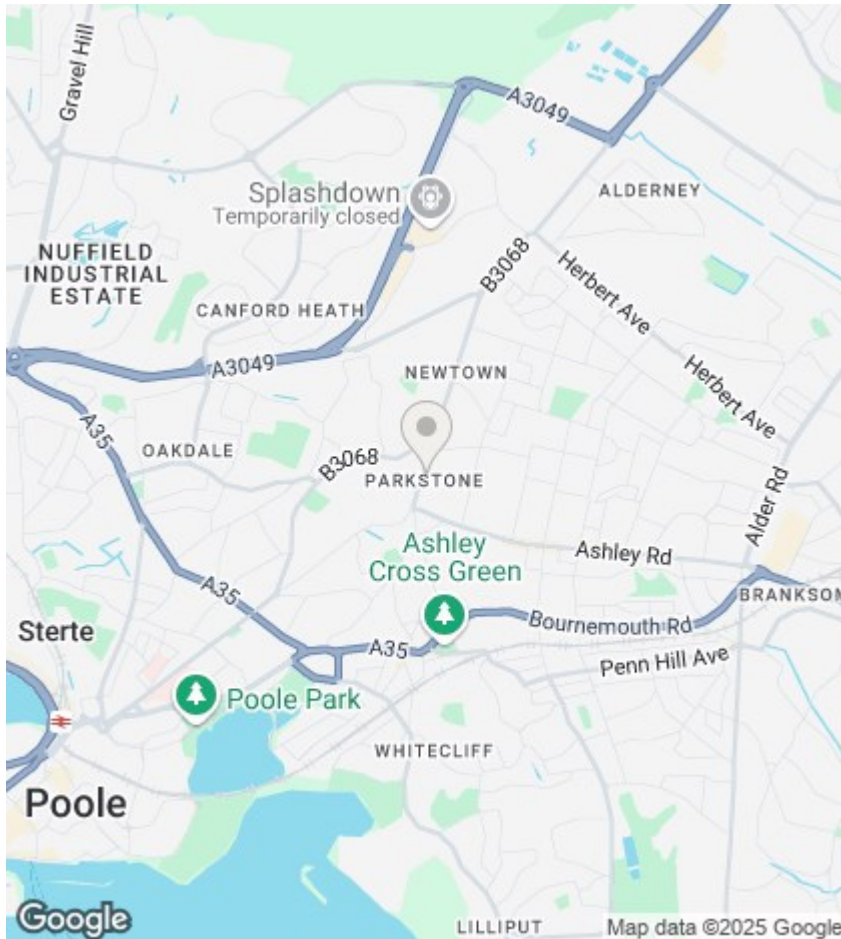 Gravel Hill
A3049
Splashdown
Temporarily closed
ALDERNEY
NUFFIELD
INDUSTRIAL
ESTATE
B3068
Herbert Ave
CANFORD HEATH
A3049
NEWTOWN
Herbert Ave
A35
OAKDALE
B3068
PARKSTONE
Alder Rd
Ashley
Cross Green
Ashley Rd
A35
BRANKSOM
Sterte
A35
Bournemouth Rd
Penn Hill Ave
Poole Park
WHITECLIFF
Poole
Google
LILLIPUT
Map data ©2025 Google